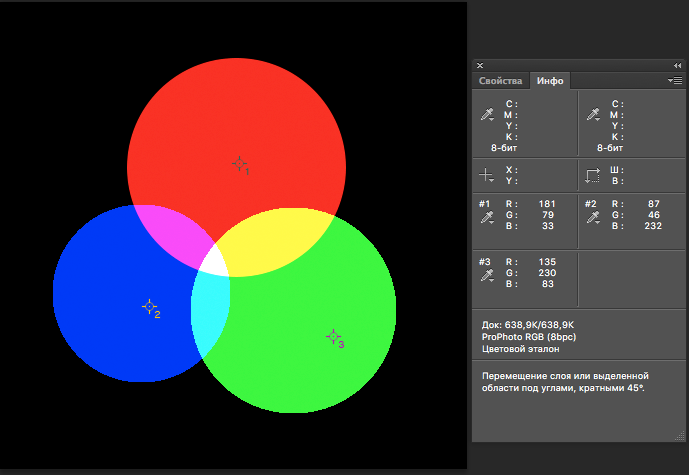 Свойства Инфо
C : C :
M : M :
Y : Y :
K : K :
8-бит 8-бит
X : Ш :
Y : В :
#1 R : 181 #2 R : 87
G : 79 G : 46
B : 33 B : 232
#3 R : 135
G : 230
B : 83
Док: 638,9K/638,9K
ProPhoto RGB (8bpc)
Цветовой эталон
Перемещение слоя или выделенной
области под углами, кратными 45°.
1
2
3